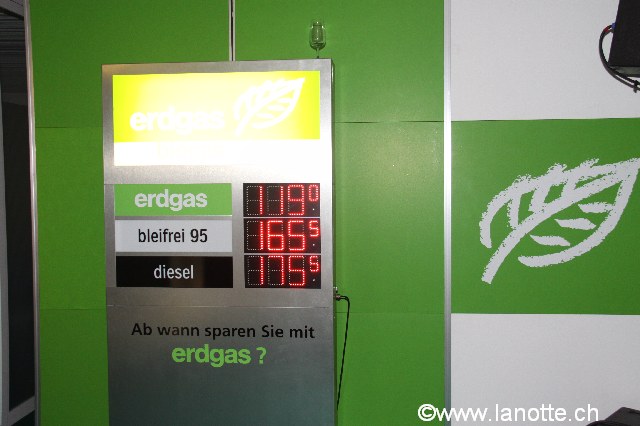 erdgas
erdgas 119⁰
bleifrei 95 165⁵
diesel 175⁵
Ab wann sparen Sie mit
erdgas ?
©www.lanotte.ch